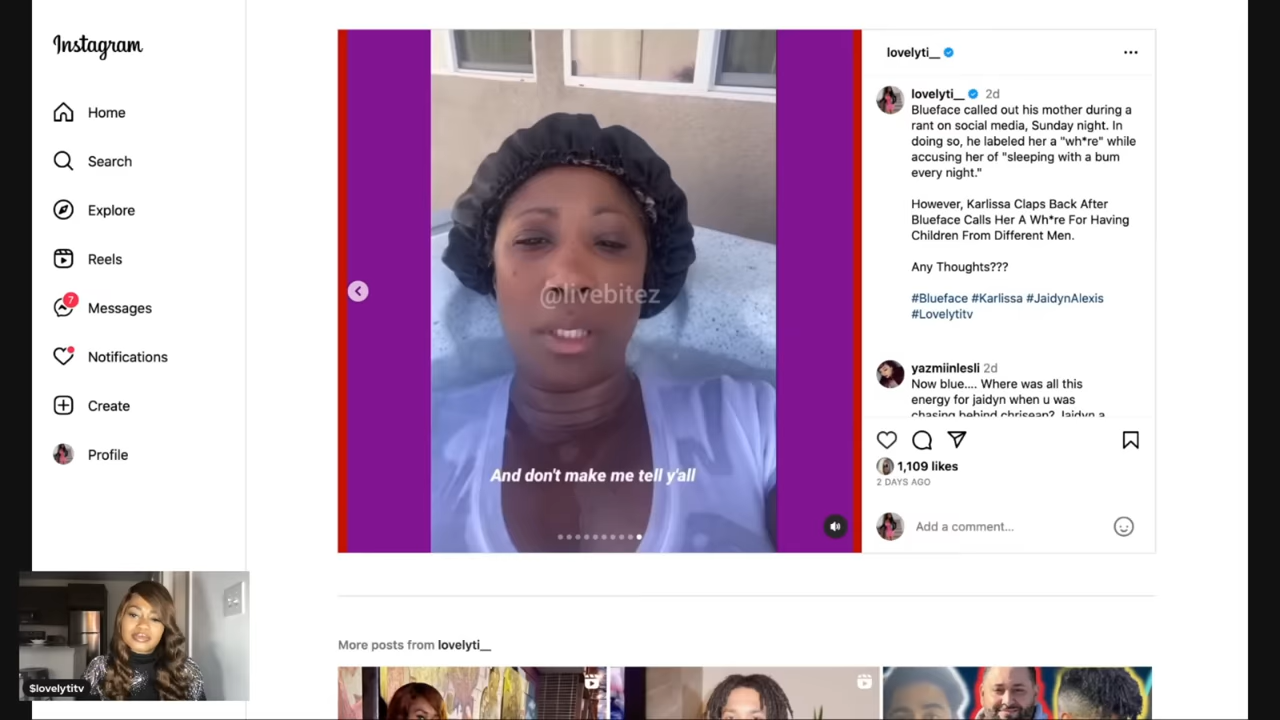 Instagram
Home
Search
Explore
Reels
7
Messages
Notifications
Create
Profile
@livebitez
And don't make me tell y'all
lovelyti__
lovelyti__ 2d
Blueface called out his mother during a
rant on social media, Sunday night. In
doing so, he labeled her a "wh*re" while
accusing her of "sleeping with a bum
every night."
However, Karlissa Claps Back After
Blueface Calls Her A Wh*re For Having
Children From Different Men.
Any Thoughts???
#Blueface #Karlissa #JaidynAlexis
#Lovelytitv
yazmiinlesli 2d
Now blue.... Where was all this
energy for jaidyn when u was
chasing behind chrisean? Jaidyn a
1,109 likes
2 DAYS AGO
Add a comment...
$lovelytitv
More posts from lovelyti__